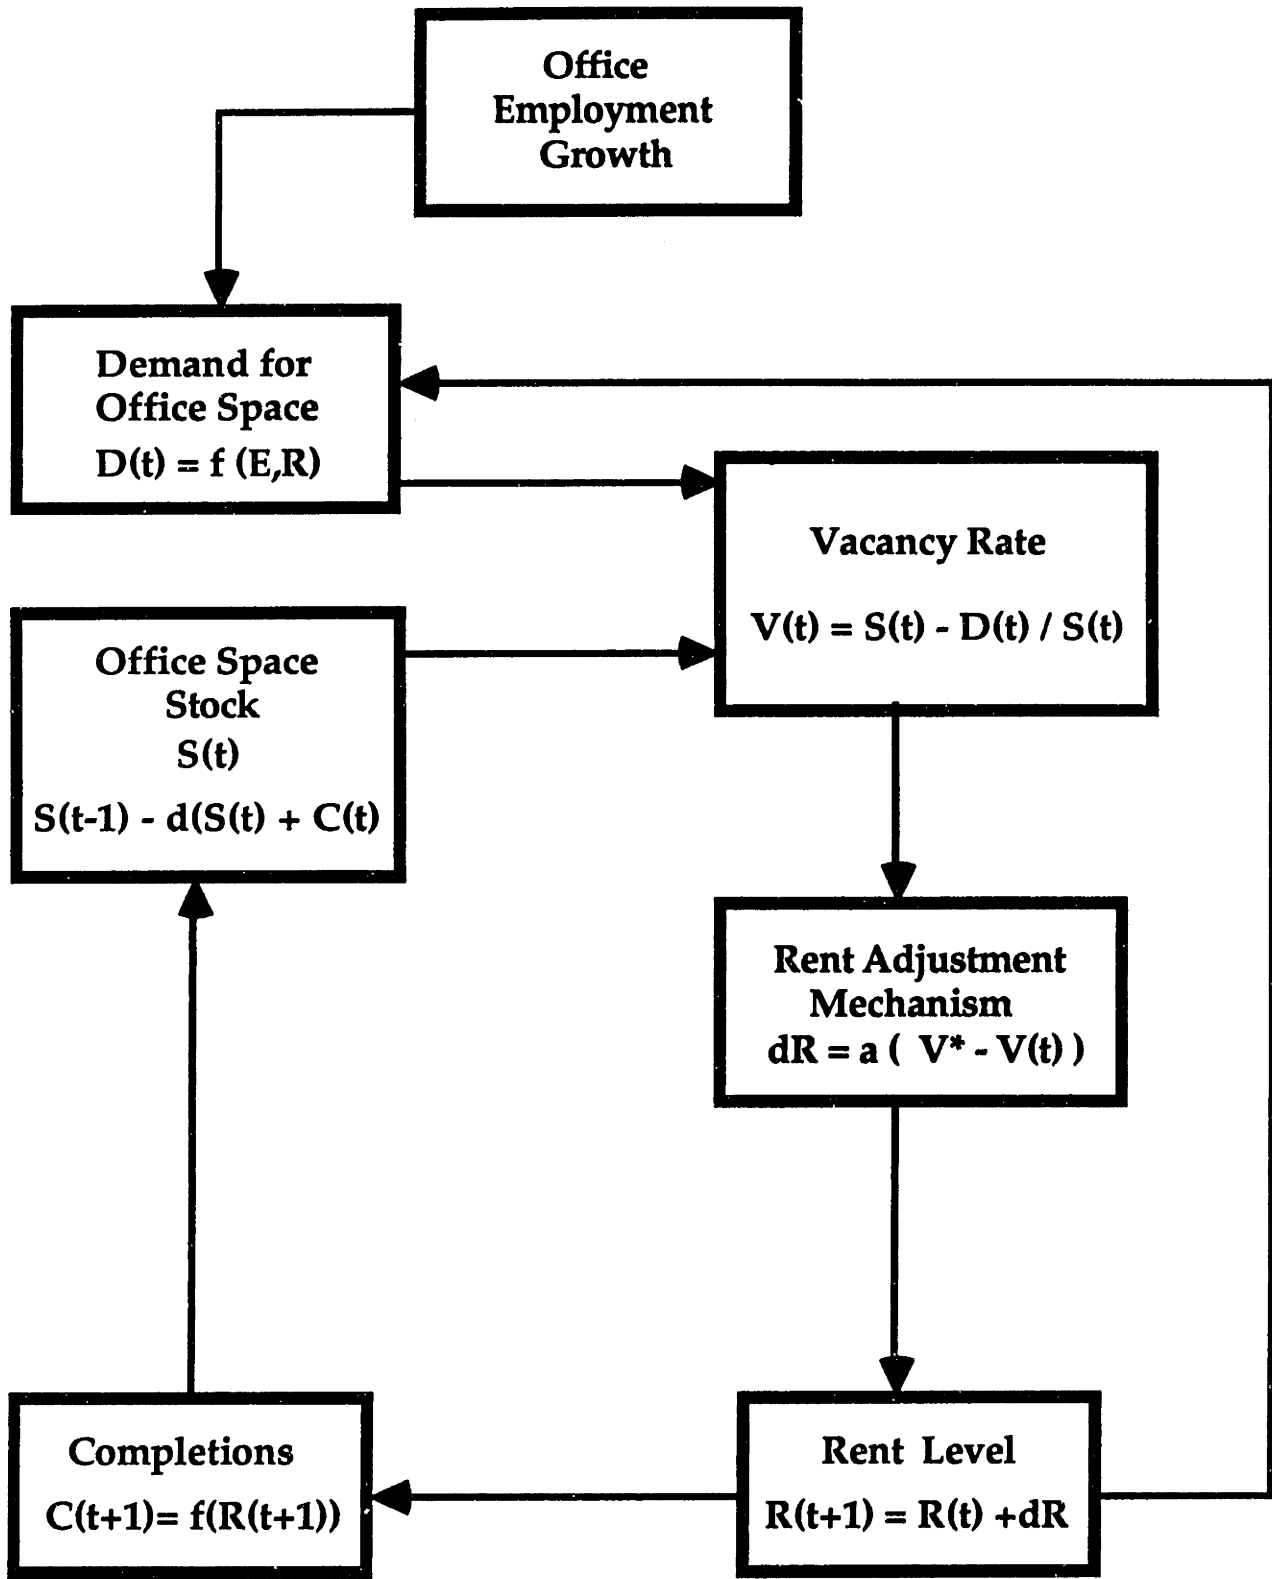 Office
Employment
Growth
Demand for
Office Space
D(t) = f (E,R)
Vacancy Rate
V(t) = S(t) - D(t) / S(t)
Office Space
Stock
S(t)
S(t-1) - d(S(t) + C(t)
Rent Adjustment
Mechanism
dR = a ( V* - V(t) )
Completions
C(t+1)= f(R(t+1))
Rent Level
R(t+1) = R(t) +dR